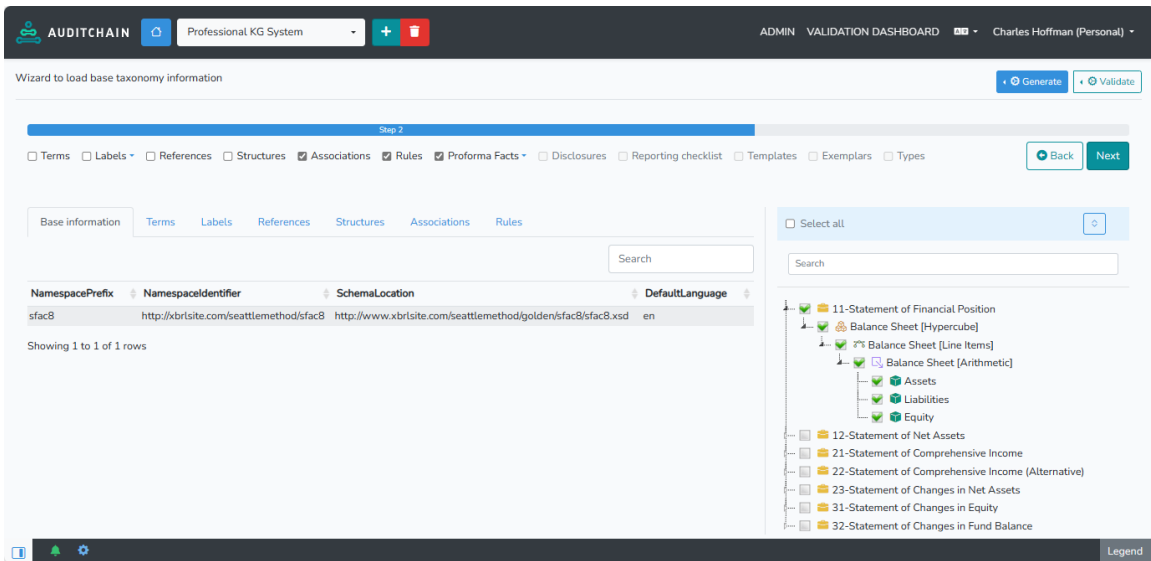 AUDITCHAIN
Professional KG System
ADMIN VALIDATION DASHBOARD Charles Hoffman (Personal)
Wizard to load base taxonomy information
Generate Validate
Step 2
Terms Labels References Structures Associations Rules Proforma Facts Disclosures Reporting checklist Templates Exemplars Types
Back Next
Base information Terms Labels References Structures Associations Rules
Search
NamespacePrefix NamespaceIdentifier SchemaLocation DefaultLanguage
sfac8 http://xbrlsite.com/seattlemethod/sfac8 http://www.xbrlsite.com/seattlemethod/golden/sfac8/sfac8.xsd en
Showing 1 to 1 of 1 rows
Select all
Search
11-Statement of Financial Position
Balance Sheet [Hypercube]
Balance Sheet [Line Items]
Balance Sheet [Arithmetic]
Assets
Liabilities
Equity
12-Statement of Net Assets
21-Statement of Comprehensive Income
22-Statement of Comprehensive Income (Alternative)
23-Statement of Changes in Net Assets
31-Statement of Changes in Equity
32-Statement of Changes in Fund Balance
Legend